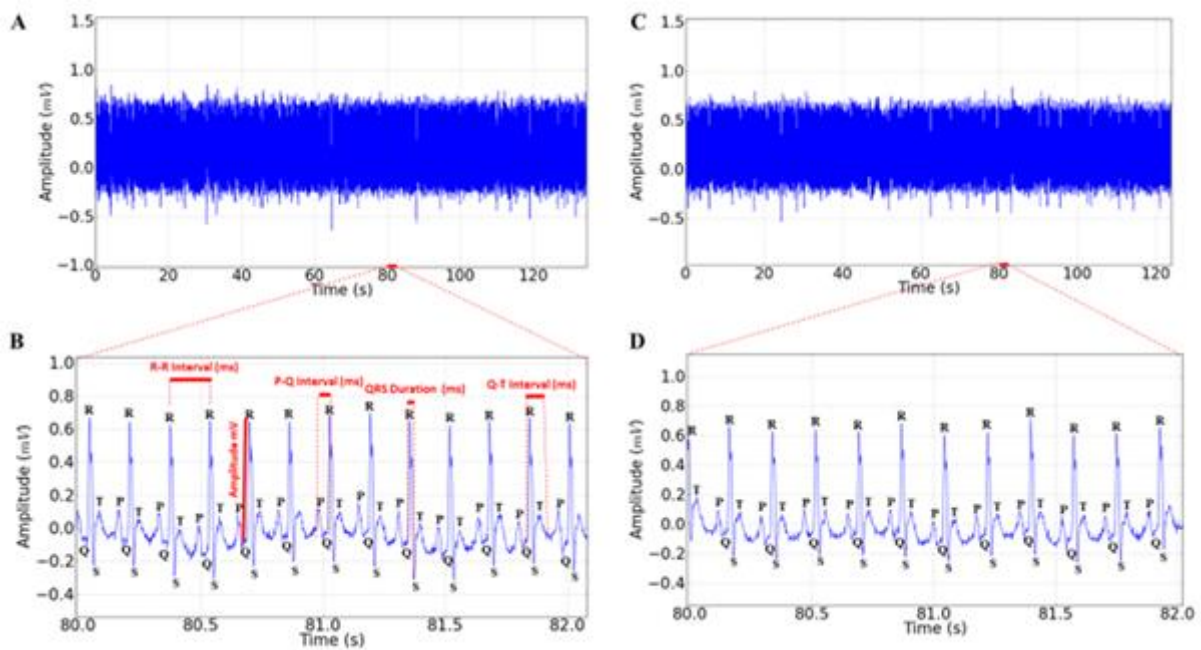 A
Amplitude (mV)
1.5
1.0
0.5
0.0
−0.5
−1.0
0 20 40 60 80 100 120
Time (s)
C
Amplitude (mV)
1.5
1.0
0.5
0.0
−0.5
0 20 40 60 80 100 120
Time (s)
B
Amplitude (mV)
1.0
0.8
0.6
0.4
0.2
0.0
−0.2
−0.4
R-R Interval (ms)
P-Q Interval (ms)
QRS Duration (ms)
Q-T Interval (ms)
Amplitude mV
R R R R R R R R R R R R R
T P T P T P T P T P T P T P T P T P T P T P T P
Q Q Q Q Q Q Q Q Q Q Q Q Q
S S S S S S S S S S S S S
80.0 80.5 81.0 81.5 82.0
Time (s)
D
Amplitude (mV)
1.0
0.8
0.6
0.4
0.2
0.0
−0.2
−0.4
R R R R R R R R R R R R
T P T P T P T P T P T P T P T P T P T P T P T
Q Q Q Q Q Q Q Q Q Q Q
S S S S S S S S S S S
80.0 80.5 81.0 81.5 82.0
Time (s)